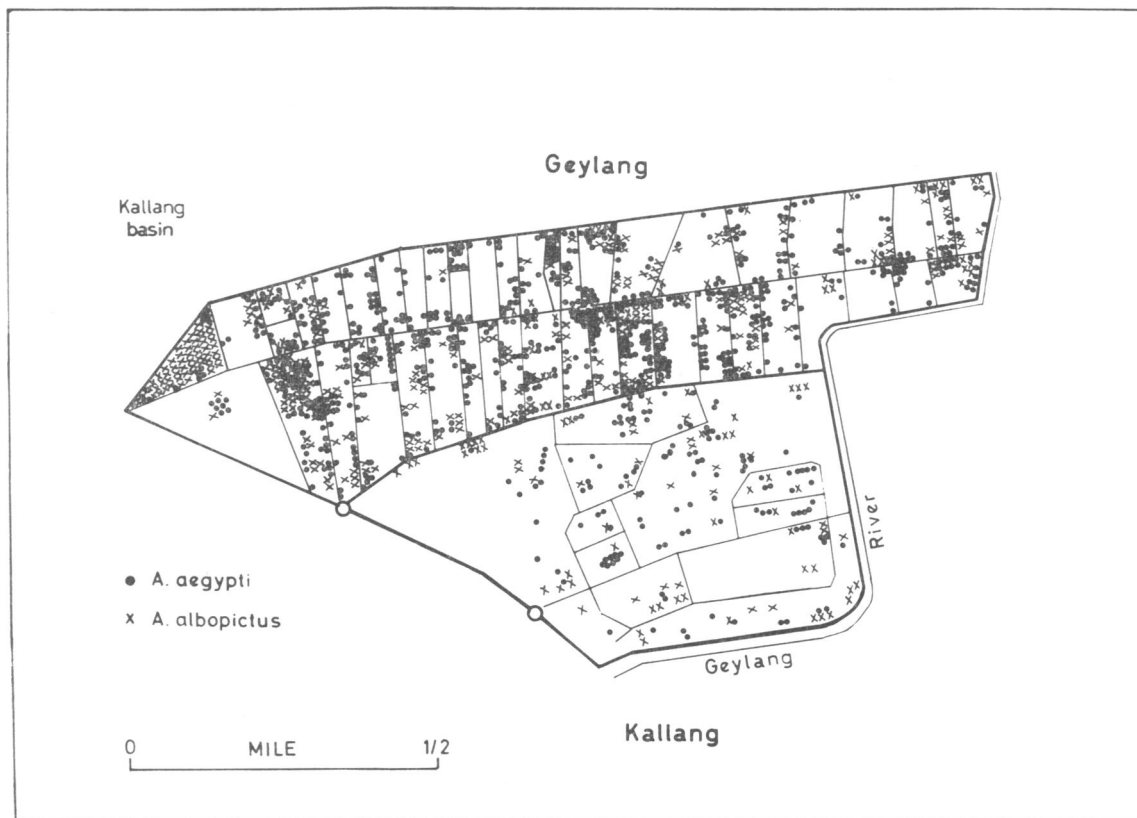 Geylang
Kallang
basin
River
● A. aegypti
x A. albopictus
Geylang
Kallang
0 MILE 1/2